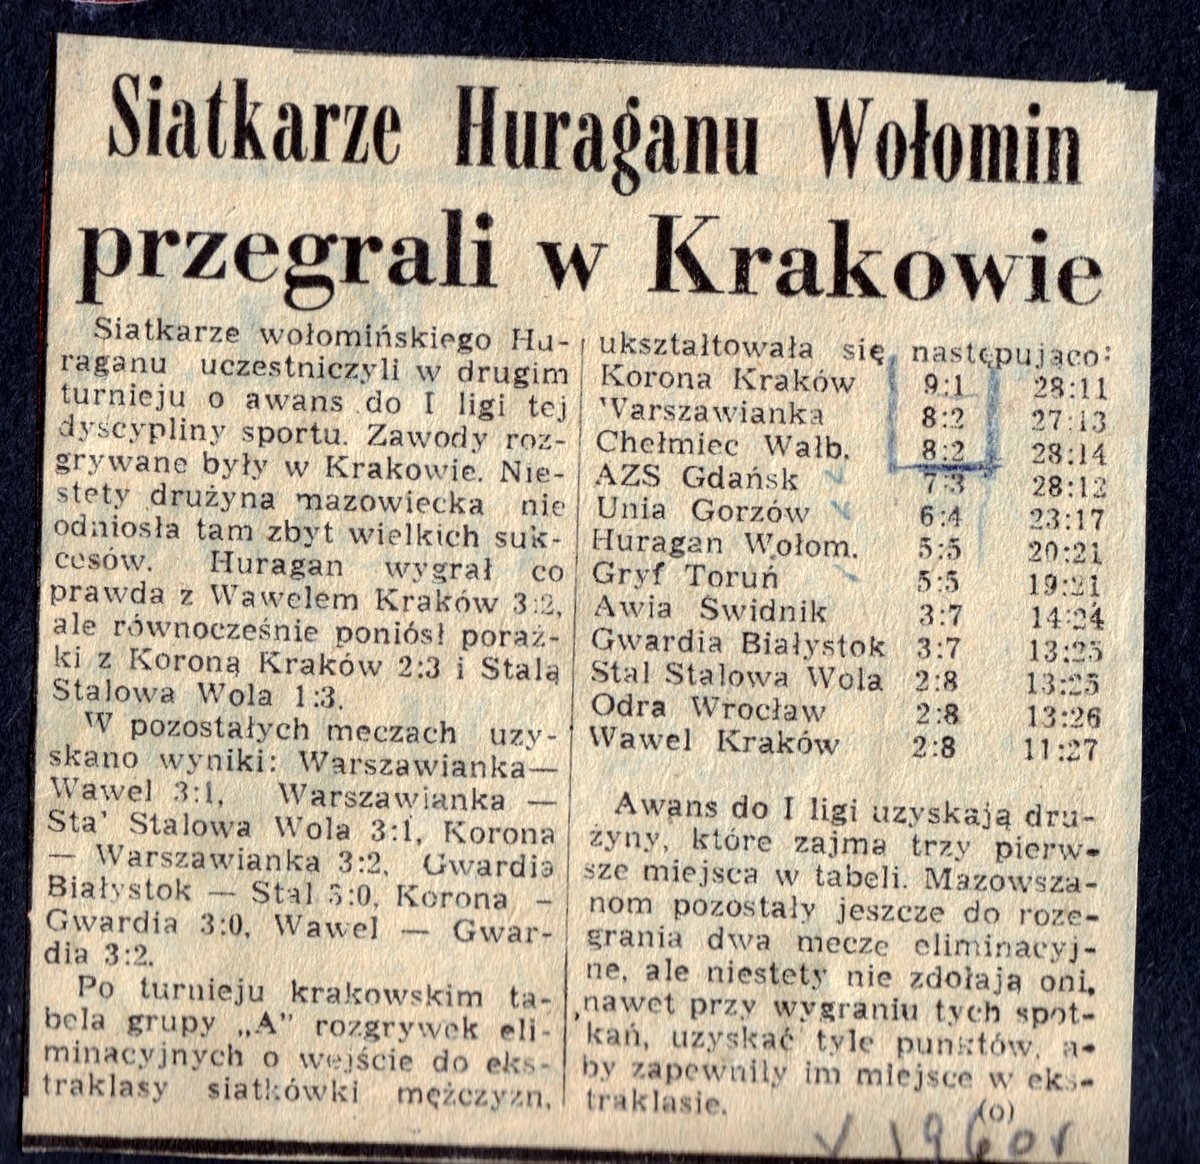 Siatkarze Huraganu Wołomin
przegrali w Krakowie
Siatkarze wołomińskiego Hu-
raganu uczestniczyli w drugim
turnieju o awans do I ligi tej
dyscypliny sportu. Zawody roz-
grywane były w Krakowie. Nie-
stety drużyna mazowiecka nie
odniosła tam zbyt wielkich suk-
cesów. Huragan wygrał co
prawda z Wawelem Kraków 3:2,
ale równocześnie poniósł poraż-
ki z Koroną Kraków 2:3 i Stalą
Stalowa Wola 1:3.
W pozostałych meczach uzy-
skano wyniki: Warszawianka—
Wawel 3:1, Warszawianka —
Sta' Stalowa Wola 3:1, Korona
— Warszawianka 3:2, Gwardia
Białystok — Stal 3:0, Korona –
Gwardia 3:0, Wawel — Gwar-
dia 3:2.
Po turnieju krakowskim ta-
bela grupy „A” rozgrywek eli-
minacyjnych o wejście do eks-
traklasy siatkówki mężczyzn,
ukształtowała się następująco:
Korona Kraków 9:1 28:11
Warszawianka 8:2 27:13
Chełmiec Wałb. 8:2 28:14
AZS Gdańsk 7:3 28:12
Unia Gorzów 6:4 23:17
Huragan Wołom. 5:5 20:21
Gryf Toruń 5:5 19:21
Awia Świdnik 3:7 14:24
Gwardia Białystok 3:7 13:25
Stal Stalowa Wola 2:8 13:25
Odra Wrocław 2:8 13:26
Wawel Kraków 2:8 11:27
Awans do I ligi uzyskają dru-
żyny, które zajma trzy pierw-
sze miejsca w tabeli. Mazowsza-
nom pozostały jeszcze do roze-
grania dwa mecze eliminacyj-
ne, ale niestety nie zdołają oni,
nawet przy wygraniu tych spot-
kań, uzyskać tyle punktów, a-
by zapewniły im miejsce w eks-
traklasie. (o)
V 1960r